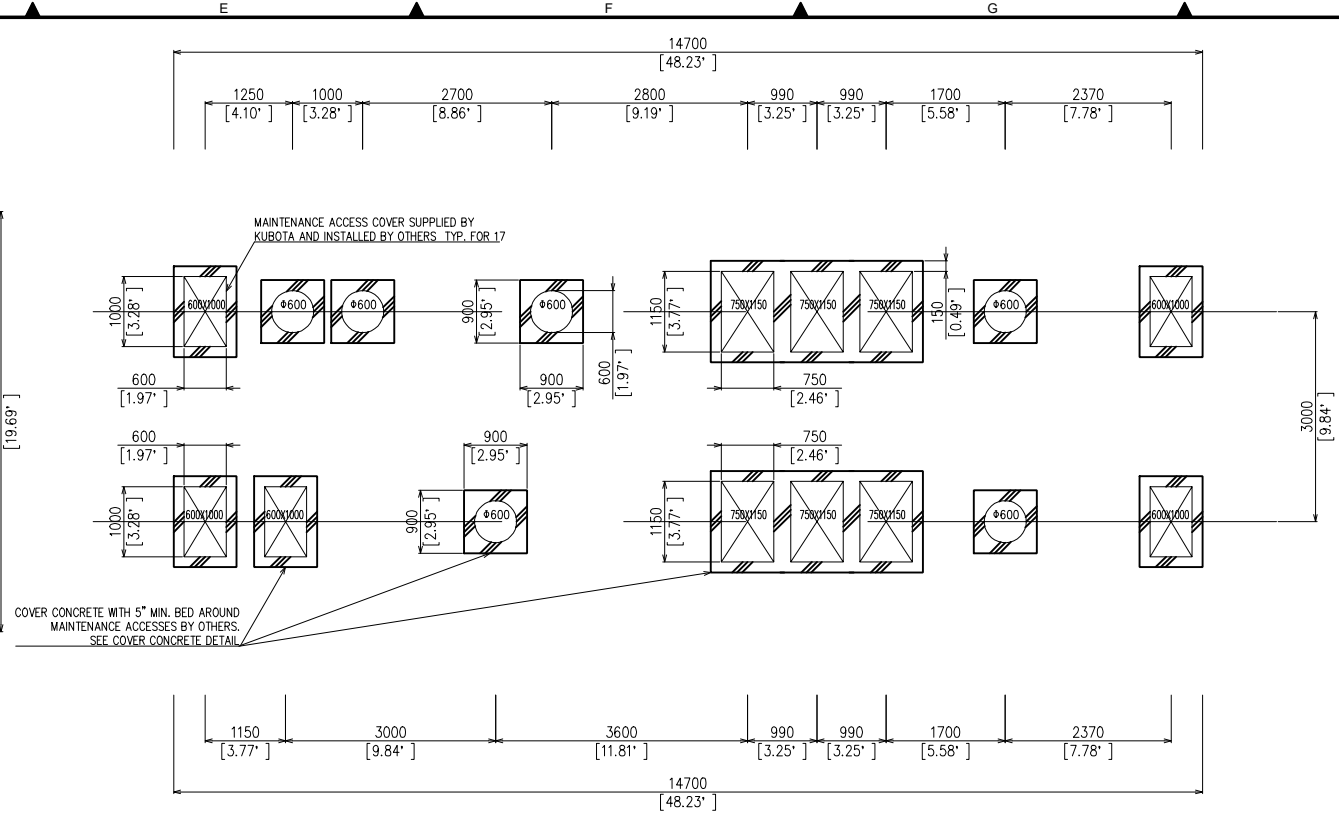 E F G
14700
[48.23' ]
1250 1000 2700 2800 990 990 1700 2370
[4.10' ] [3.28' ] [8.86' ] [9.19' ] [3.25' ] [3.25' ] [5.58' ] [7.78' ]
MAINTENANCE ACCESS COVER SUPPLIED BY
KUBOTA AND INSTALLED BY OTHERS TYP. FOR 17
1000
[3.28' ]
600X1000
Φ600
Φ600
900
[2.95' ]
Φ600
600
[1.97' ]
1150
[3.77' ]
750X1150
750X1150
750X1150
150
[0.49' ]
Φ600
600X1000
600
[1.97' ]
900
[2.95' ]
750
[2.46' ]
[19.69' ]
3000
[9.84' ]
600
[1.97' ]
900
[2.95' ]
750
[2.46' ]
1000
[3.28' ]
600X1000
600X1000
900
[2.95' ]
Φ600
1150
[3.77' ]
750X1150
750X1150
750X1150
Φ600
600X1000
COVER CONCRETE WITH 5" MIN. BED AROUND
MAINTENANCE ACCESSES BY OTHERS.
SEE COVER CONCRETE DETAIL
1150 3000 3600 990 990 1700 2370
[3.77' ] [9.84' ] [11.81' ] [3.25' ] [3.25' ] [5.58' ] [7.78' ]
14700
[48.23' ]